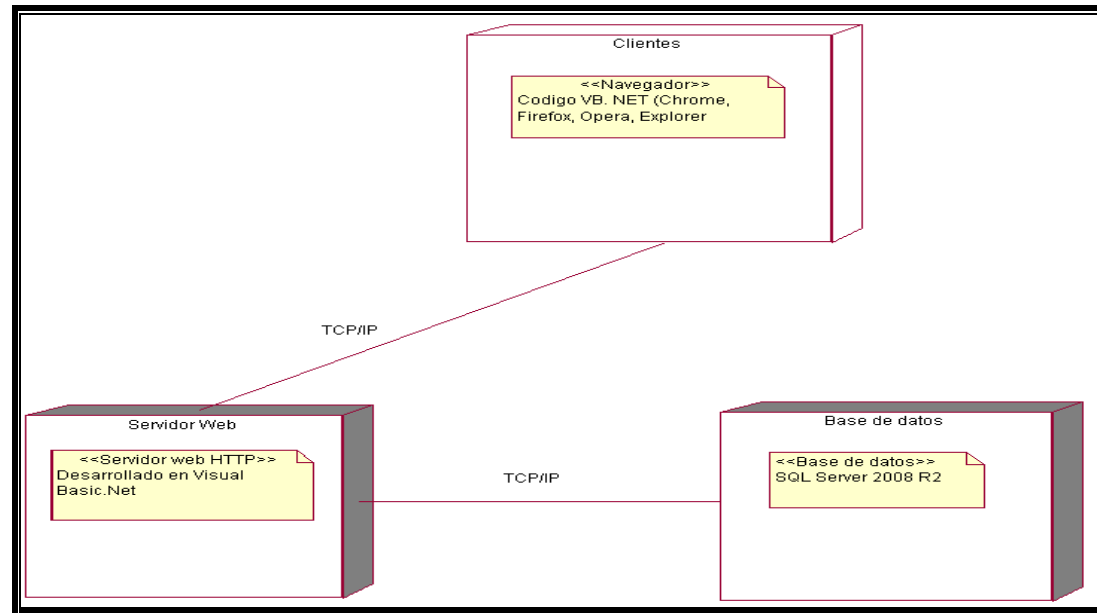 Clientes
<<Navegador>>
Codigo VB. NET (Chrome,
Firefox, Opera, Explorer
TCP/IP
Servidor Web
<<Servidor web HTTP>>
Desarrollado en Visual
Basic.Net
TCP/IP
Base de datos
<<Base de datos>>
SQL Server 2008 R2